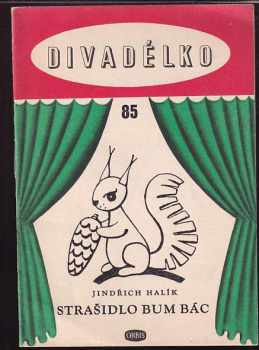 DIVADÉLKO
85
JINDŘICH HALÍK
STRAŠIDLO BUM BÁC
ORBIS